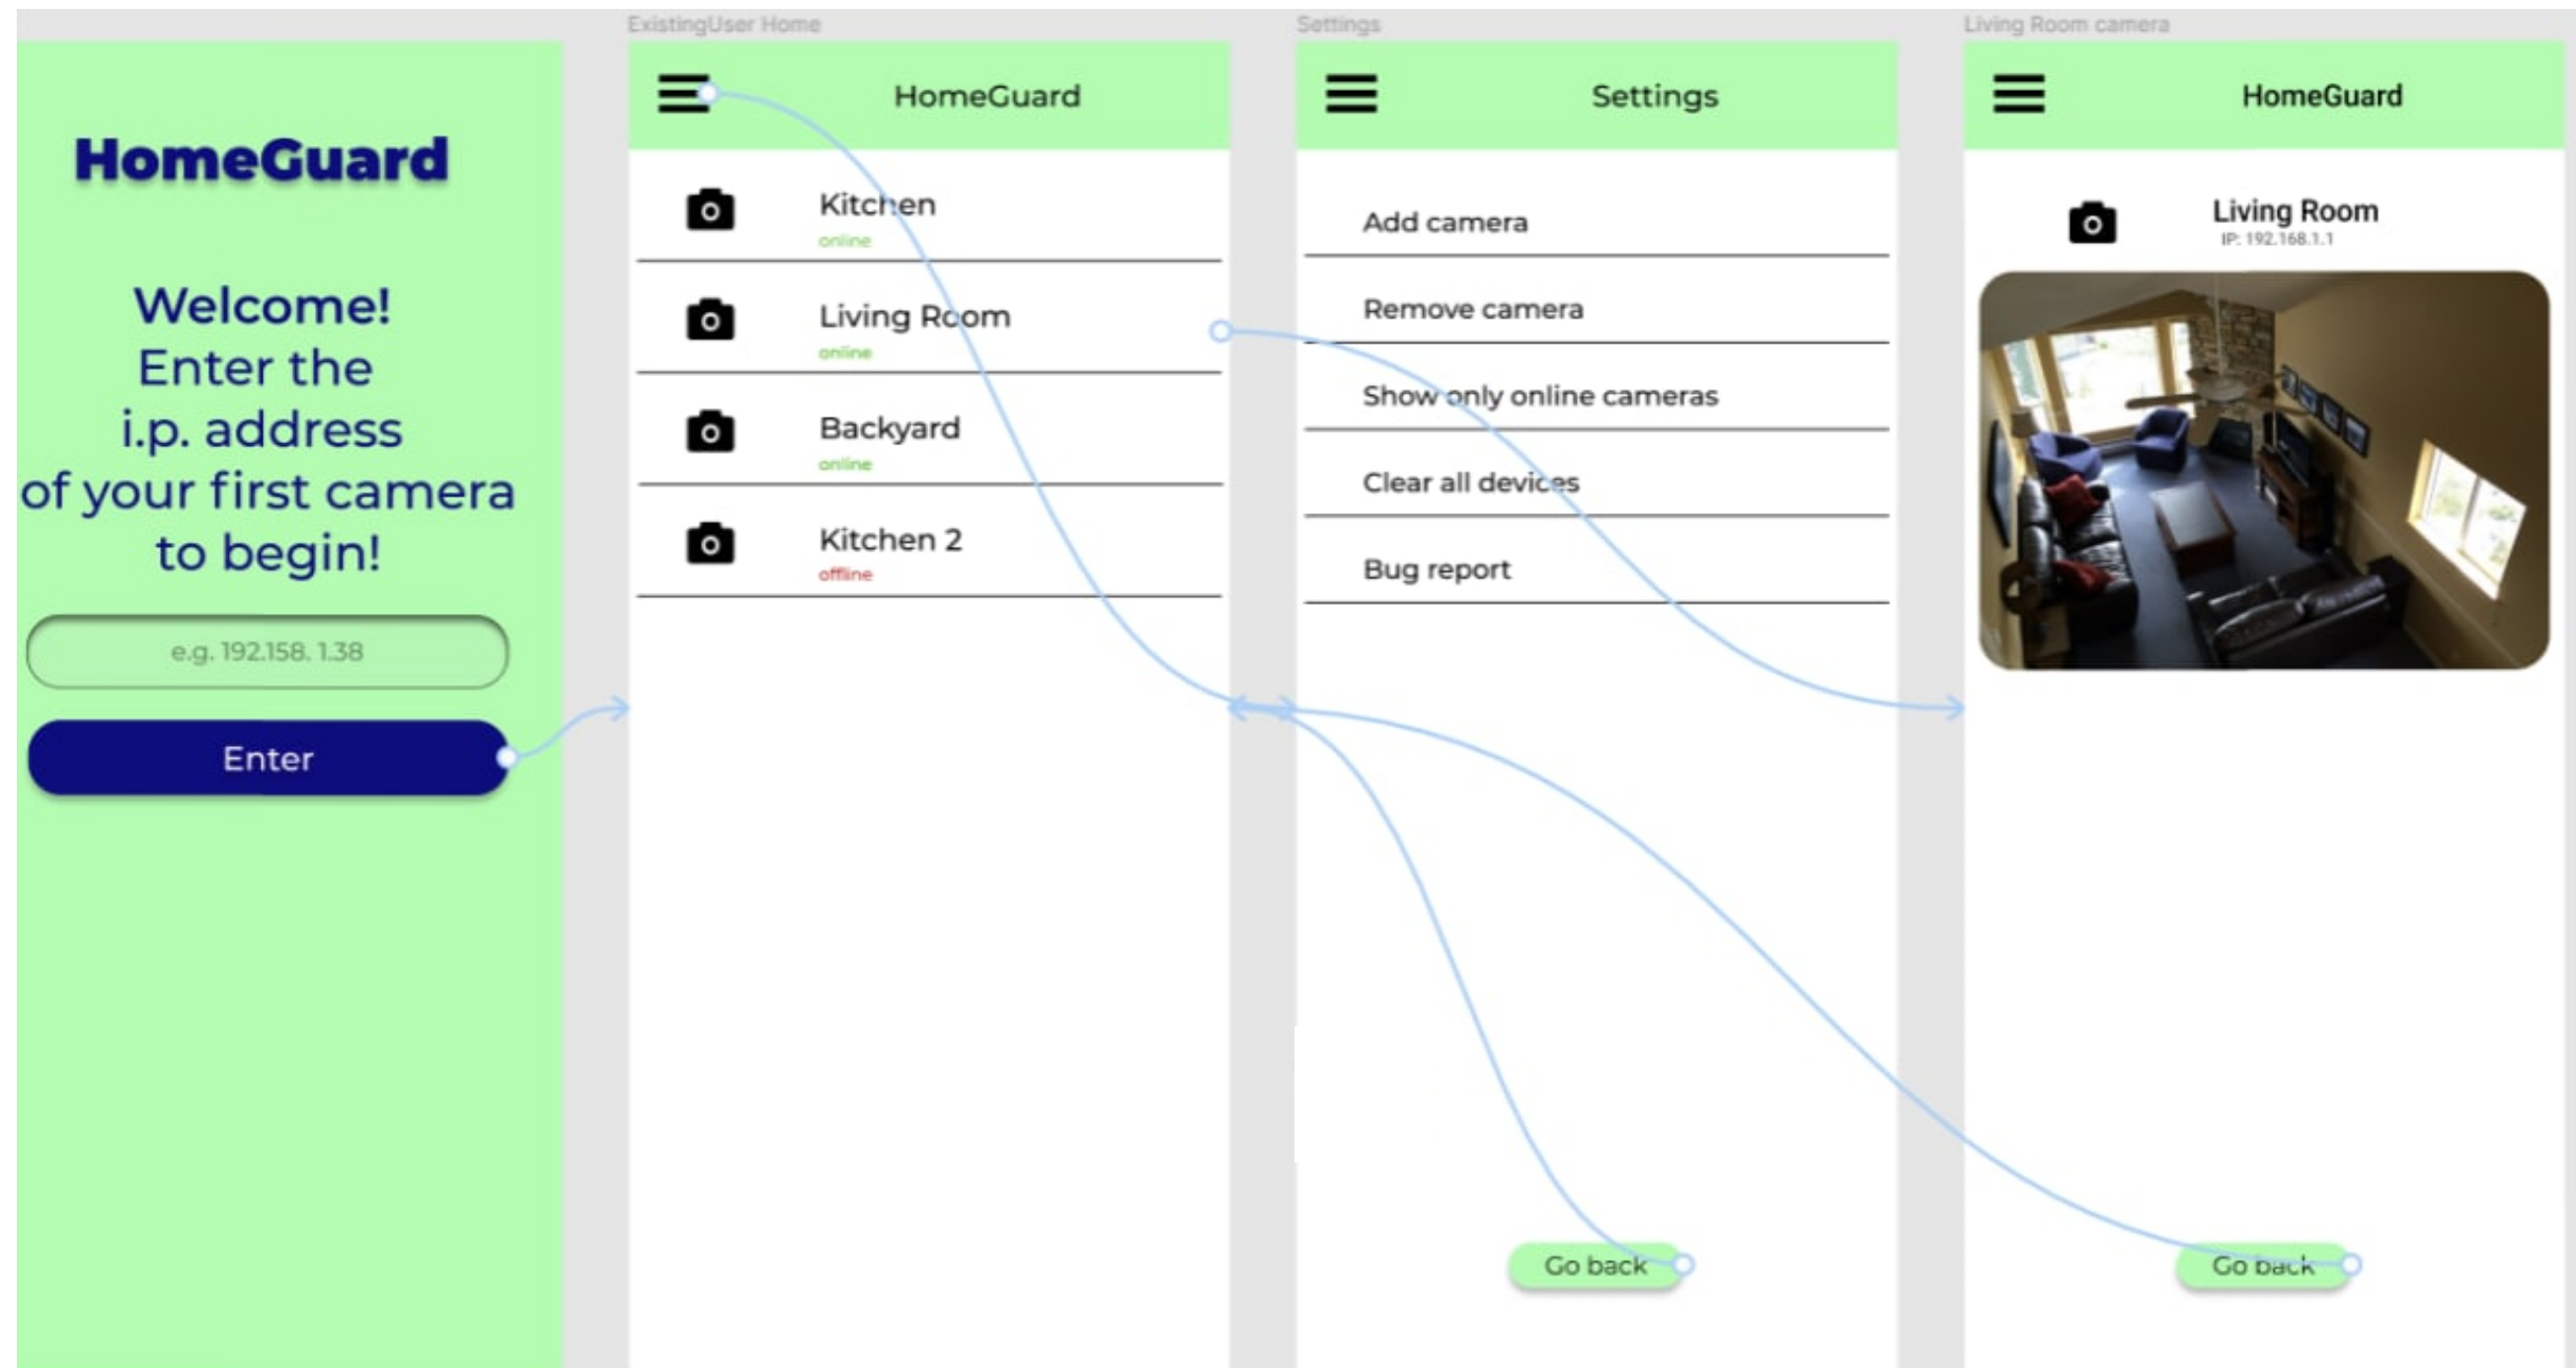 HomeGuard
Welcome!
Enter the
i.p. address
of your first camera
to begin!
e.g. 192.158. 1.38
Enter
ExistingUser Home
HomeGuard
Kitchen
online
Living Room
online
Backyard
online
Kitchen 2
offline
Settings
Settings
Add camera
Remove camera
Show only online cameras
Clear all devices
Bug report
Go back
Living Room camera
HomeGuard
Living Room
IP: 192.168.1.1
Go back